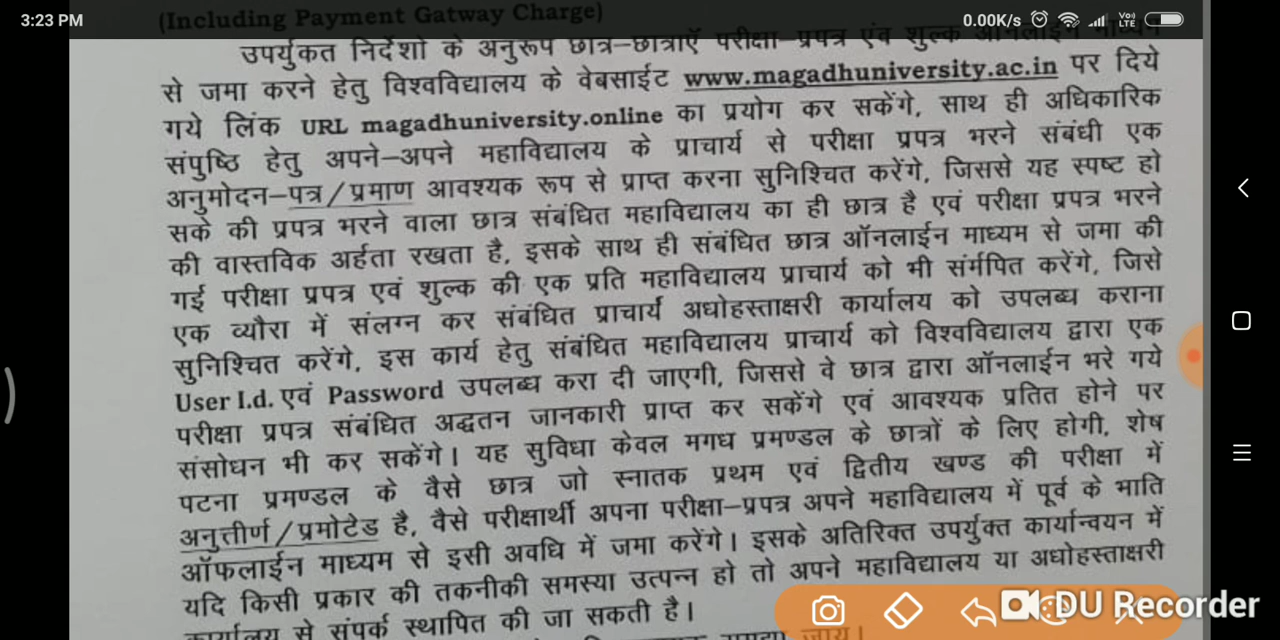 3:23 PM
0.00K/s Vo) LTE
(Including Payment Gatway Charge)
उपर्युकत निर्देशो के अनुरूप छात्र-छात्राऍ परीक्षा-प्रपत्र एंव शुल्क ऑनलाईन माध्यम
से जमा करने हेतु विश्वविद्यालय के वेबसाईट www.magadhuniversity.ac.in पर दिये
गये लिंक URL magadhuniversity.online का प्रयोग कर सकेंगे, साथ ही अधिकारिक
संपुष्ठि हेतु अपने-अपने महाविद्यालय के प्राचार्य से परीक्षा प्रपत्र भरने संबंधी एक
अनुमोदन-पत्र/प्रमाण आवश्यक रूप से प्राप्त करना सुनिश्चित करेंगे, जिससे यह स्पष्ट हो
सके की प्रपत्र भरने वाला छात्र संबंधित महाविद्यालय का ही छात्र है एवं परीक्षा प्रपत्र भरने
की वास्तविक अर्हता रखता है, इसके साथ ही संबंधित छात्र ऑनलाईन माध्यम से जमा की
गई परीक्षा प्रपत्र एवं शुल्क की एक प्रति महाविद्यालय प्राचार्य को भी संर्मपित करेंगे, जिसे
एक व्यौरा में संलग्न कर संबंधित प्राचार्य अधोहस्ताक्षरी कार्यालय को उपलब्ध कराना
सुनिश्चित करेंगे, इस कार्य हेतु संबंधित महाविद्यालय प्राचार्य को विश्वविद्यालय द्वारा एक
User I.d. एवं Password उपलब्ध करा दी जाएगी, जिससे वे छात्र द्वारा ऑनलाईन भरे गये
परीक्षा प्रपत्र संबंधित अद्धतन जानकारी प्राप्त कर सकेंगे एवं आवश्यक प्रतित होने पर
संसोधन भी कर सकेंगे। यह सुविधा केवल मगध प्रमण्डल के छात्रों के लिए होगी, शेष
पटना प्रमण्डल के वैसे छात्र जो स्नातक प्रथम एवं द्वितीय खण्ड की परीक्षा में
अनुत्तीर्ण/प्रमोटेड है, वैसे परीक्षार्थी अपना परीक्षा-प्रपत्र अपने महाविद्यालय में पूर्व के भाति
ऑफलाईन माध्यम से इसी अवधि में जमा करेंगे। इसके अतिरिक्त उपर्युक्त कार्यान्वयन में
यदि किसी प्रकार की तकनीकी समस्या उत्पन्न हो तो अपने महाविद्यालय या अधोहस्ताक्षरी
कार्यालय से संपर्क स्थापित की जा सकती है।
DU Recorder
जाय।